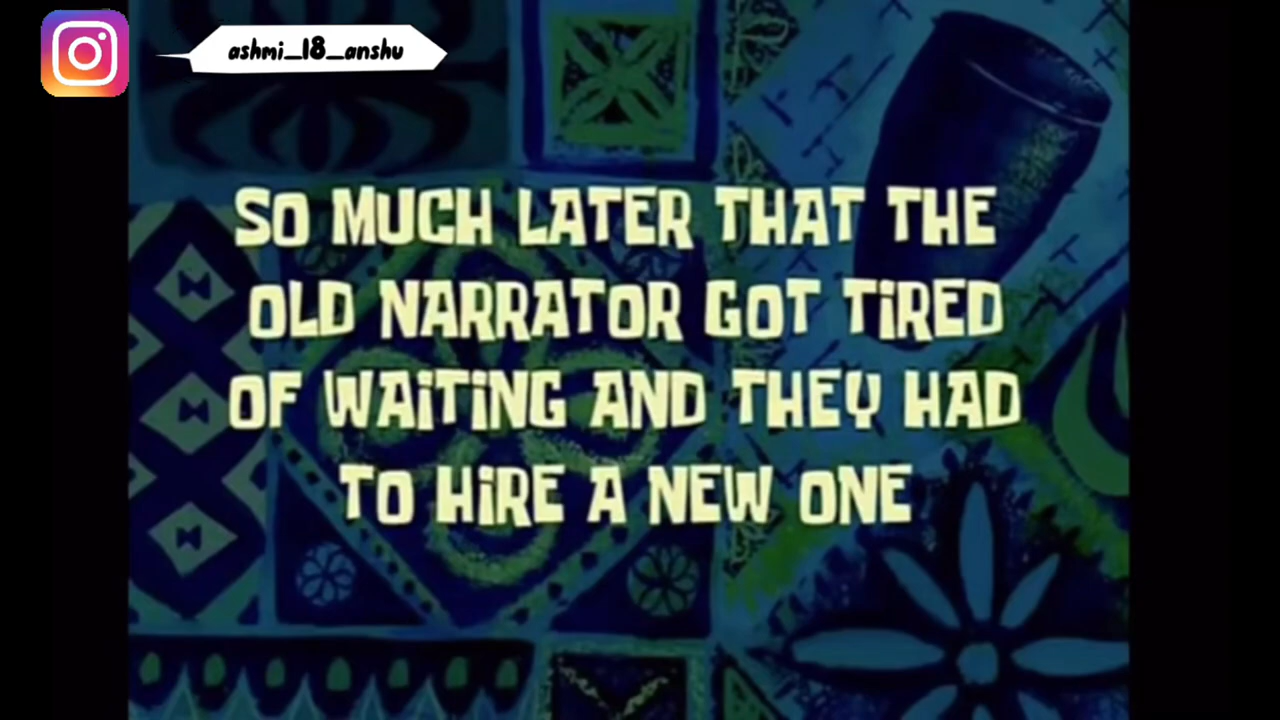 ashmi_18_anshu
SO MUCH LATER THAT THE
OLD NARRATOR GOT TiRED
OF WAiTiNG AND THEY HAD
TO HiRE A NEW ONE